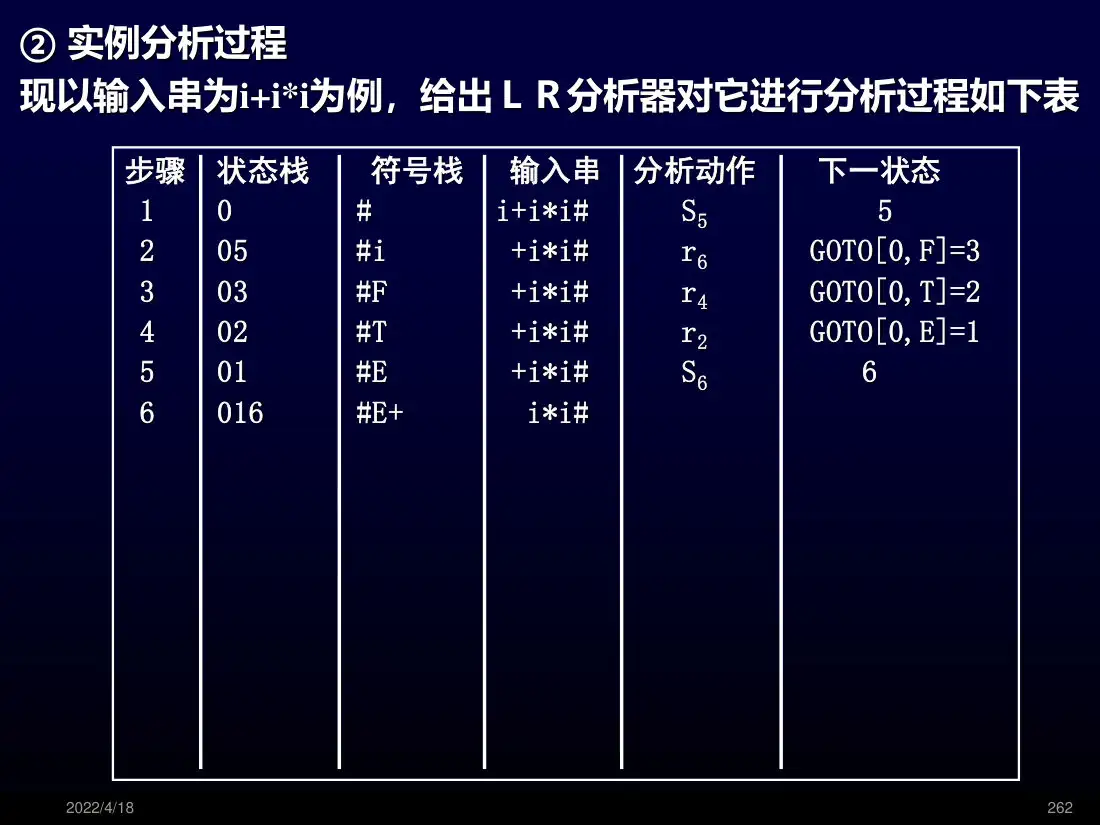 ② 实例分析过程
现以输入串为i+i*i为例，给出ＬＲ分析器对它进行分析过程如下表
步骤 状态栈 符号栈 输入串 分析动作 下一状态
1 0 # i+i*i# S5 5
2 05 #i +i*i# r6 GOTO[0,F]=3
3 03 #F +i*i# r4 GOTO[0,T]=2
4 02 #T +i*i# r2 GOTO[0,E]=1
5 01 #E +i*i# S6 6
6 016 #E+ i*i#
2022/4/18 262